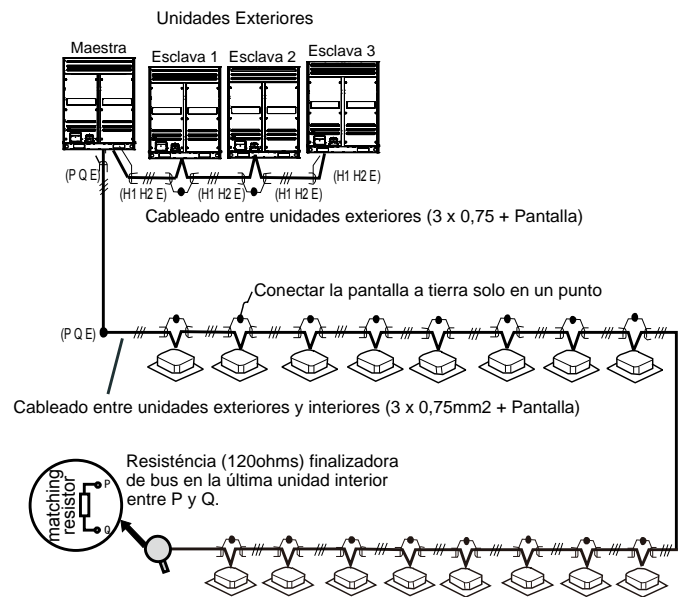 Unidades Exteriores
Maestra
Esclava 1
Esclava 2
Esclava 3
(P Q E)
(H1 H2 E)
(H1 H2 E)
(H1 H2 E)
(H1 H2 E)
Cableado entre unidades exteriores (3 x 0,75 + Pantalla)
Conectar la pantalla a tierra solo en un punto
(P Q E)
Cableado entre unidades exteriores y interiores (3 x 0,75mm2 + Pantalla)
matching
resistor
P
Q
Resisténcia (120ohms) finalizadora
de bus en la última unidad interior
entre P y Q.